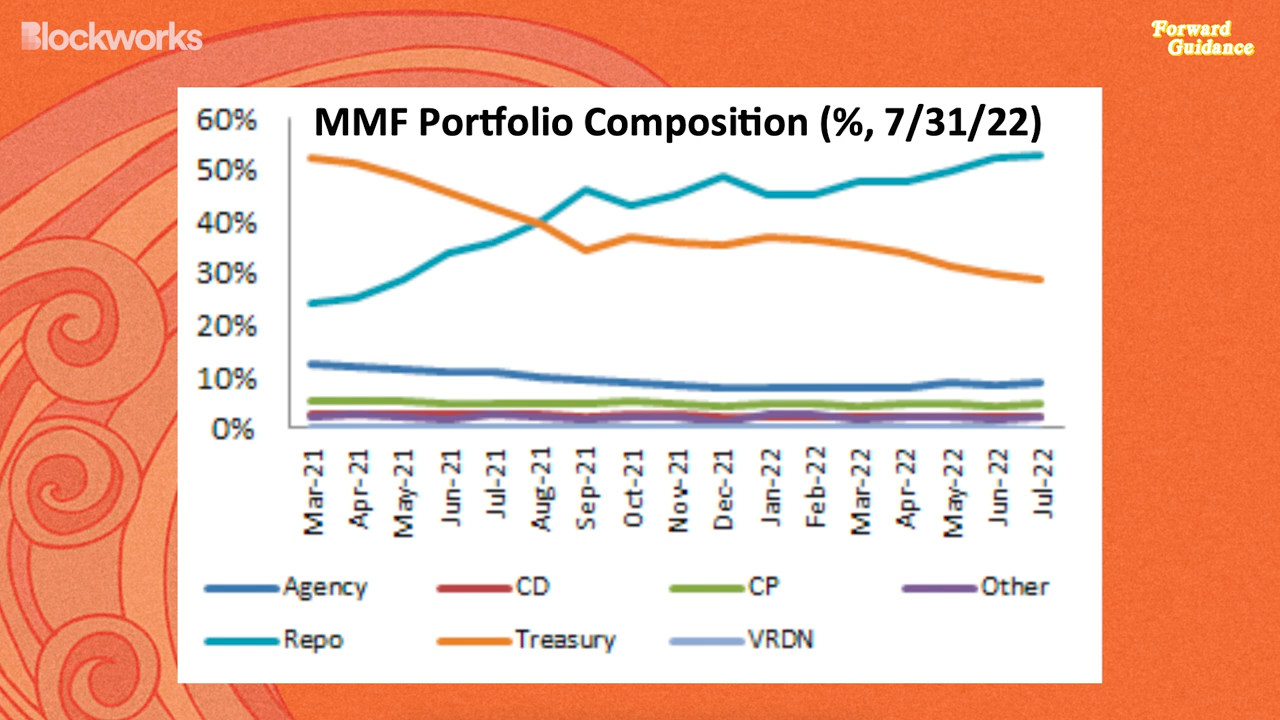 Blockworks
Forward
Guidance
MMF Portfolio Composition (%, 7/31/22)
60%
50%
40%
30%
20%
10%
0%
Mar-21 Apr-21 May-21 Jun-21 Jul-21 Aug-21 Sep-21 Oct-21 Nov-21 Dec-21 Jan-22 Feb-22 Mar-22 Apr-22 May-22 Jun-22 Jul-22
Agency CD CP Other
Repo Treasury VRDN